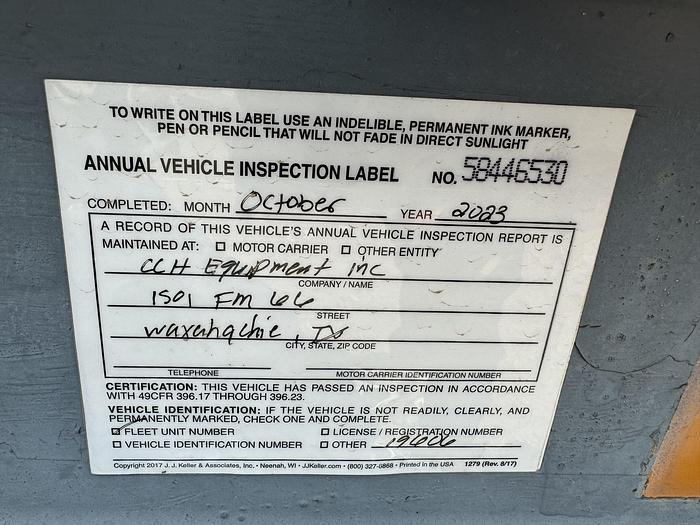 TO WRITE ON THIS LABEL USE AN INDELIBLE, PERMANENT INK MARKER,
PEN OR PENCIL THAT WILL NOT FADE IN DIRECT SUNLIGHT
ANNUAL VEHICLE INSPECTION LABEL NO. 58446530
COMPLETED: MONTH October YEAR 2023
A RECORD OF THIS VEHICLE'S ANNUAL VEHICLE INSPECTION REPORT IS
MAINTAINED AT: ☐ MOTOR CARRIER ☐ OTHER ENTITY
CCH Equipment Inc
COMPANY / NAME
1501 FM 66
STREET
Waxahachie, TX
CITY, STATE, ZIP CODE
TELEPHONE MOTOR CARRIER IDENTIFICATION NUMBER
CERTIFICATION: THIS VEHICLE HAS PASSED AN INSPECTION IN ACCORDANCE
WITH 49CFR 396.17 THROUGH 396.23.
VEHICLE IDENTIFICATION: IF THE VEHICLE IS NOT READILY, CLEARLY, AND
PERMANENTLY MARKED, CHECK ONE AND COMPLETE.
☑ FLEET UNIT NUMBER ☐ LICENSE / REGISTRATION NUMBER
☐ VEHICLE IDENTIFICATION NUMBER ☐ OTHER 19606
Copyright 2017 J. J. Keller & Associates, Inc. • Neenah, WI • JJKeller.com • (800) 327-6868 • Printed in the USA 1279 (Rev. 8/17)